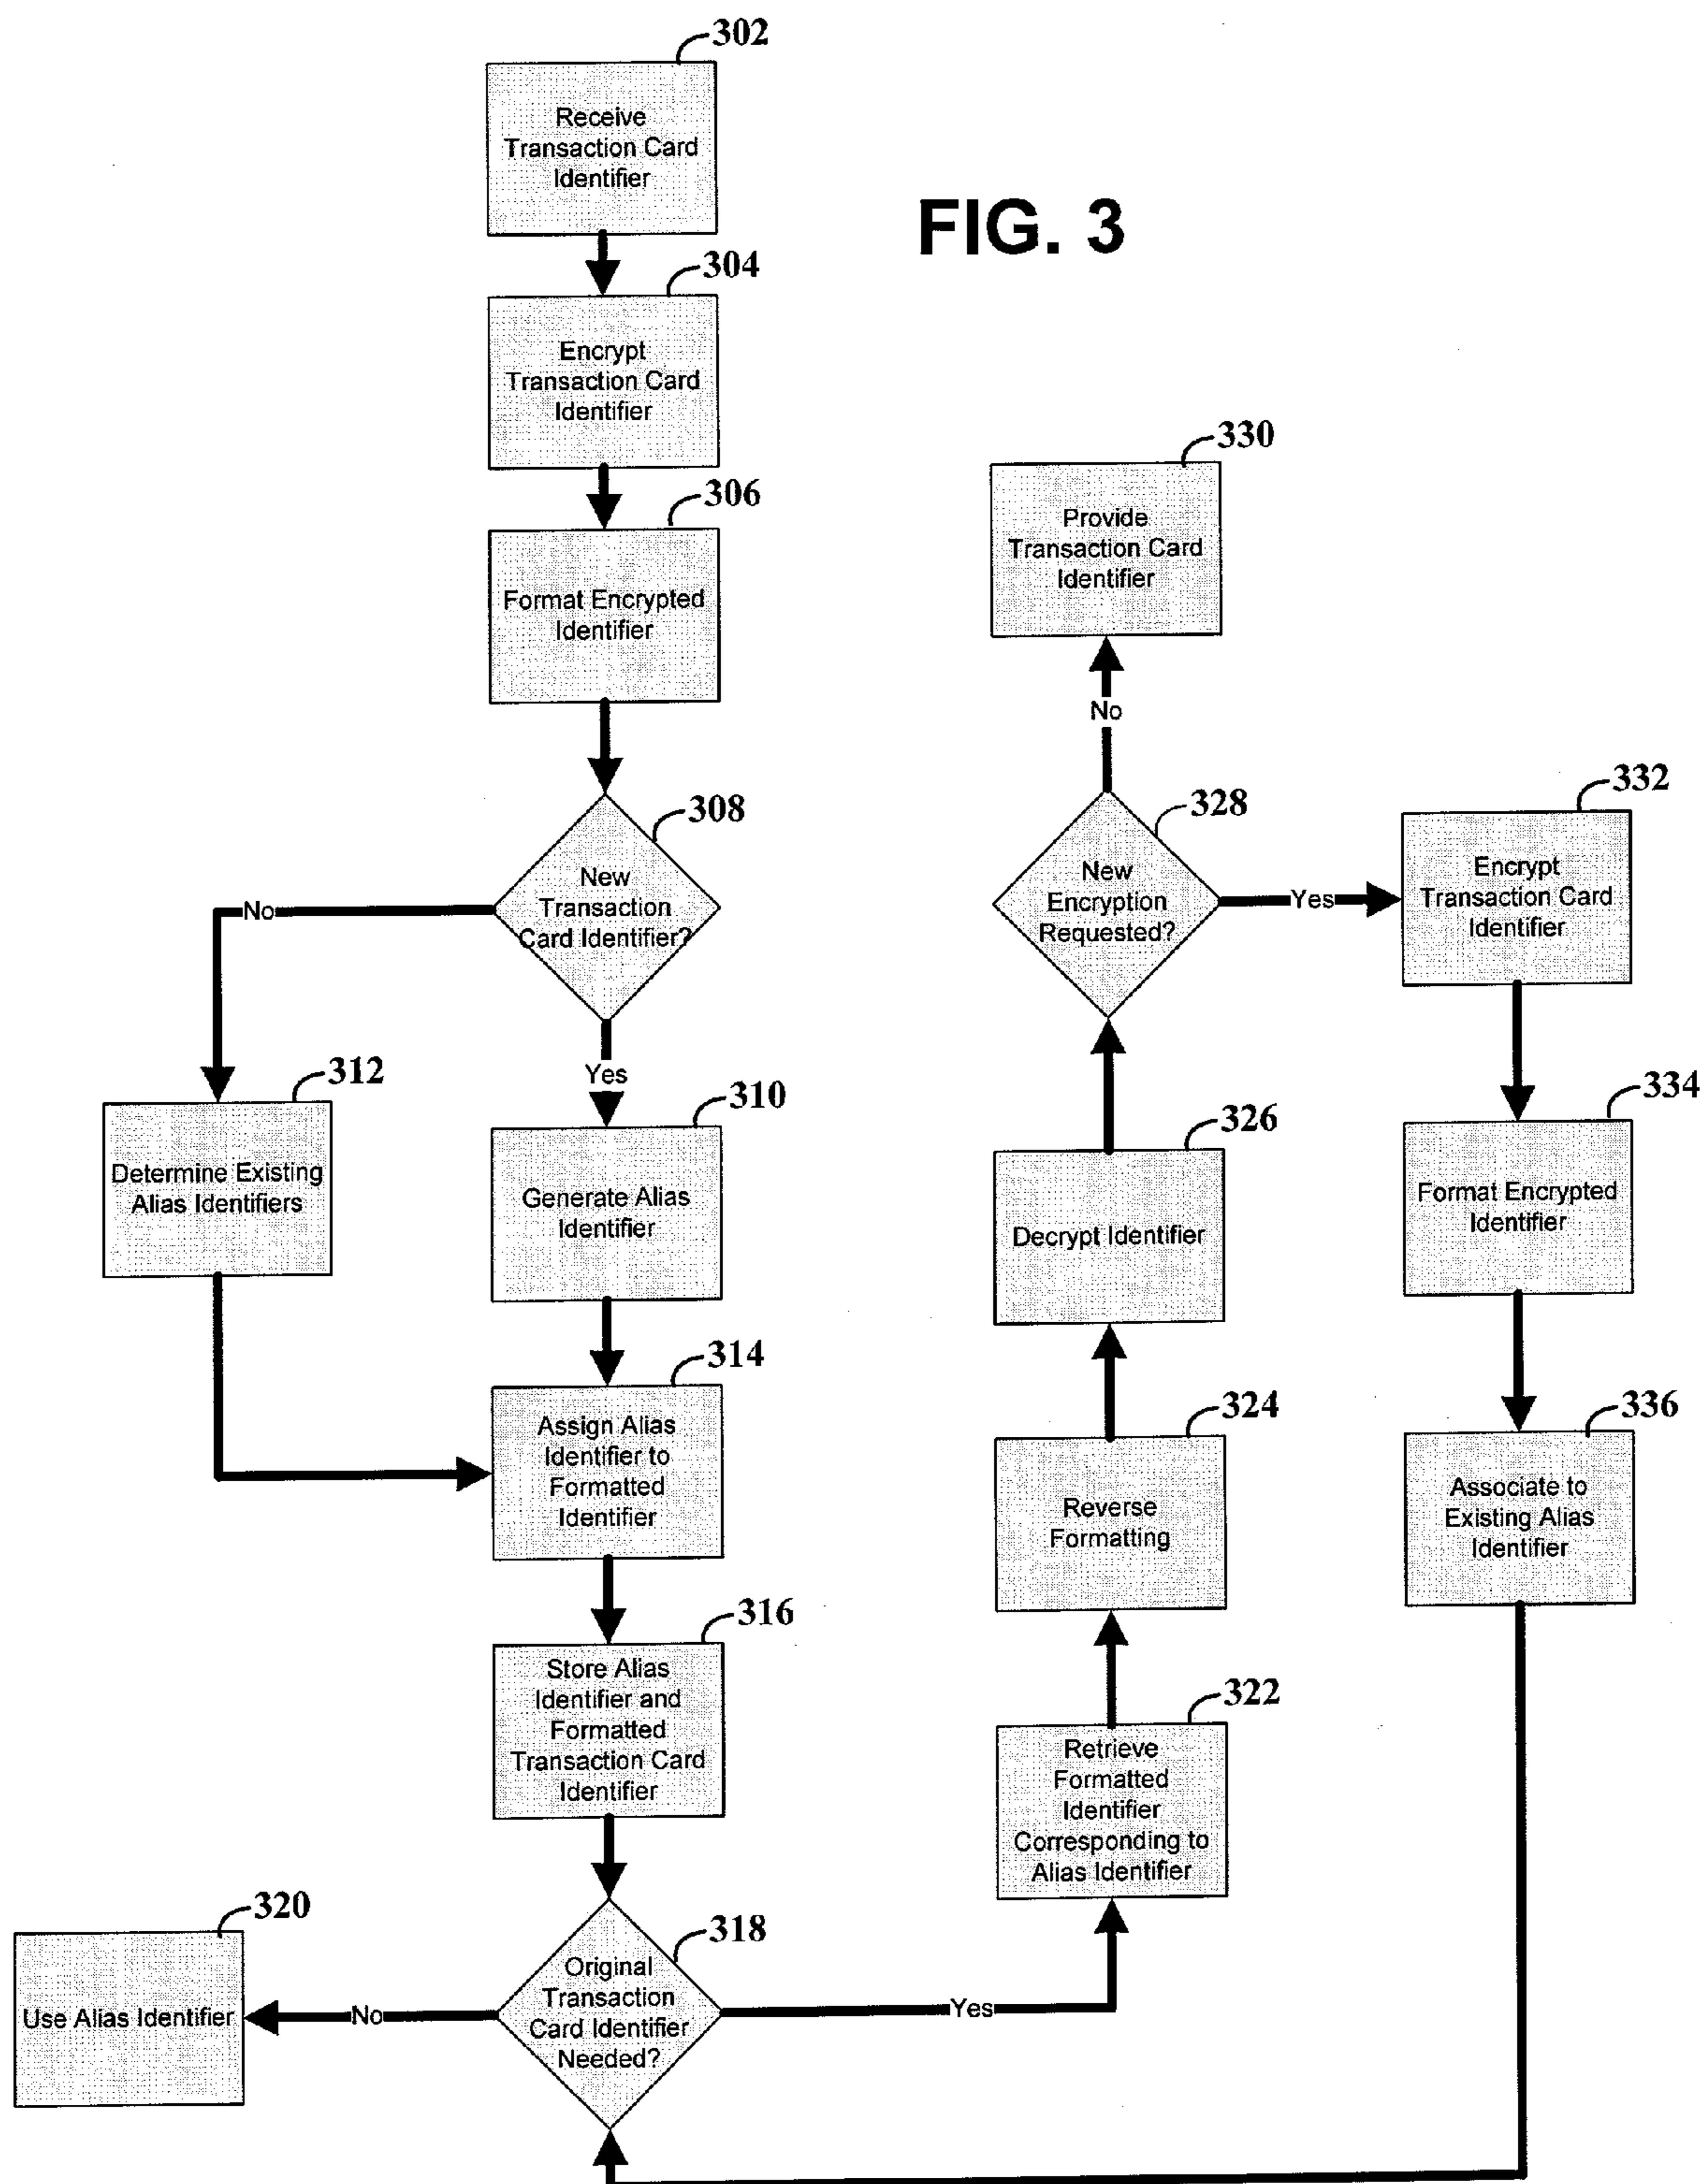 302
Receive
Transaction Card
Identifier
FIG. 3
304
Encrypt
Transaction Card
Identifier
306
Format Encrypted
Identifier
308
New
Transaction
Card Identifier?
No
Yes
312
Determine Existing
Alias Identifiers
310
Generate Alias
Identifier
314
Assign Alias
Identifier to
Formatted
Identifier
316
Store Alias
Identifier and
Formatted
Transaction Card
Identifier
318
Original
Transaction
Card Identifier
Needed?
No
Yes
320
Use Alias Identifier
322
Retrieve
Formatted
Identifier
Corresponding to
Alias Identifier
324
Reverse
Formatting
326
Decrypt Identifier
328
New
Encryption
Requested?
No
Yes
330
Provide
Transaction Card
Identifier
332
Encrypt
Transaction Card
Identifier
334
Format Encrypted
Identifier
336
Associate to
Existing Alias
Identifier